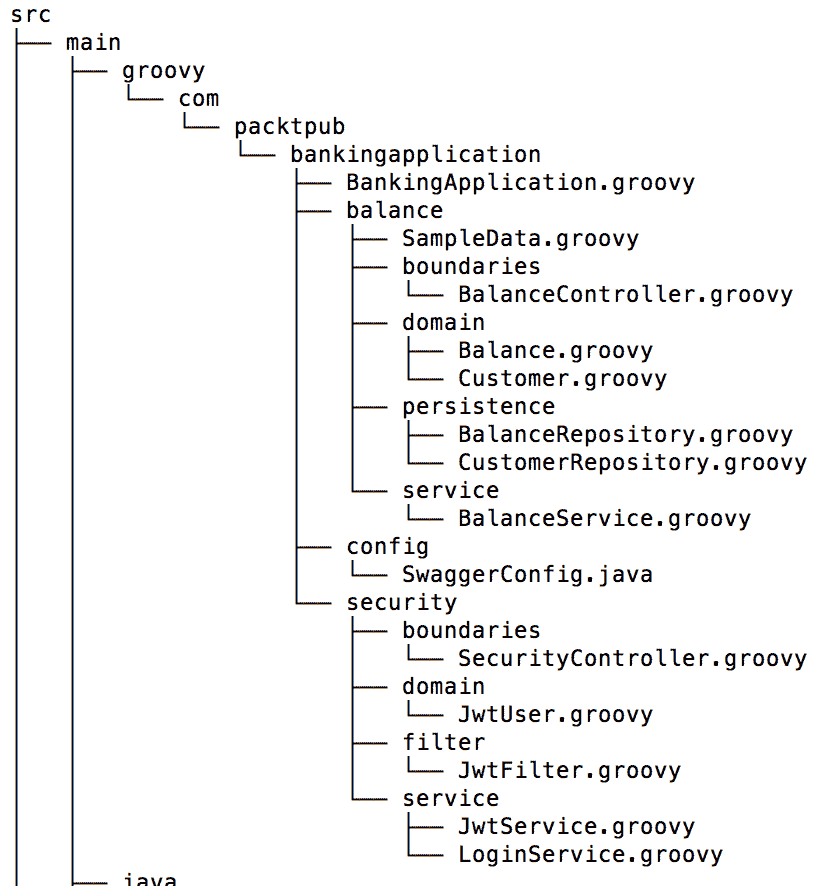 src
main
groovy
com
packtpub
bankingapplication
BankingApplication.groovy
balance
SampleData.groovy
boundaries
BalanceController.groovy
domain
Balance.groovy
Customer.groovy
persistence
BalanceRepository.groovy
CustomerRepository.groovy
service
BalanceService.groovy
config
SwaggerConfig.java
security
boundaries
SecurityController.groovy
domain
JwtUser.groovy
filter
JwtFilter.groovy
service
JwtService.groovy
LoginService.groovy
java